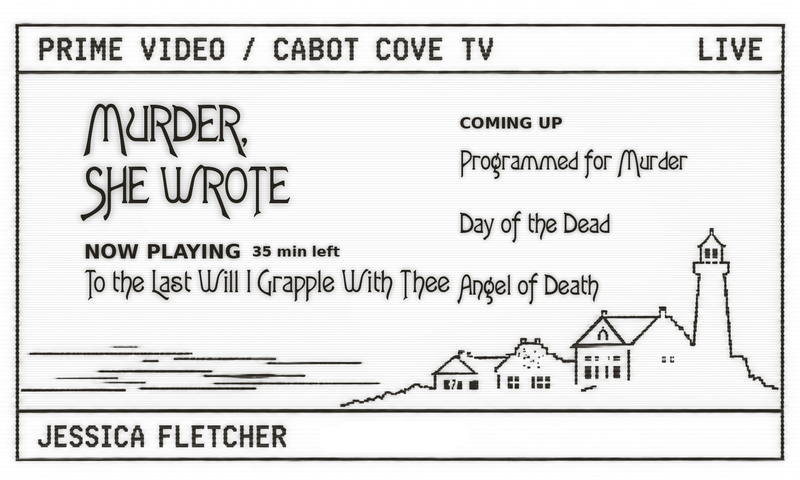 PRIME VIDEO / CABOT COVE TV
LIVE
MURDER,
SHE WROTE
NOW PLAYING 35 min left
To the Last Will I Grapple With Thee
COMING UP
Programmed for Murder
Day of the Dead
Angel of Death
JESSICA FLETCHER